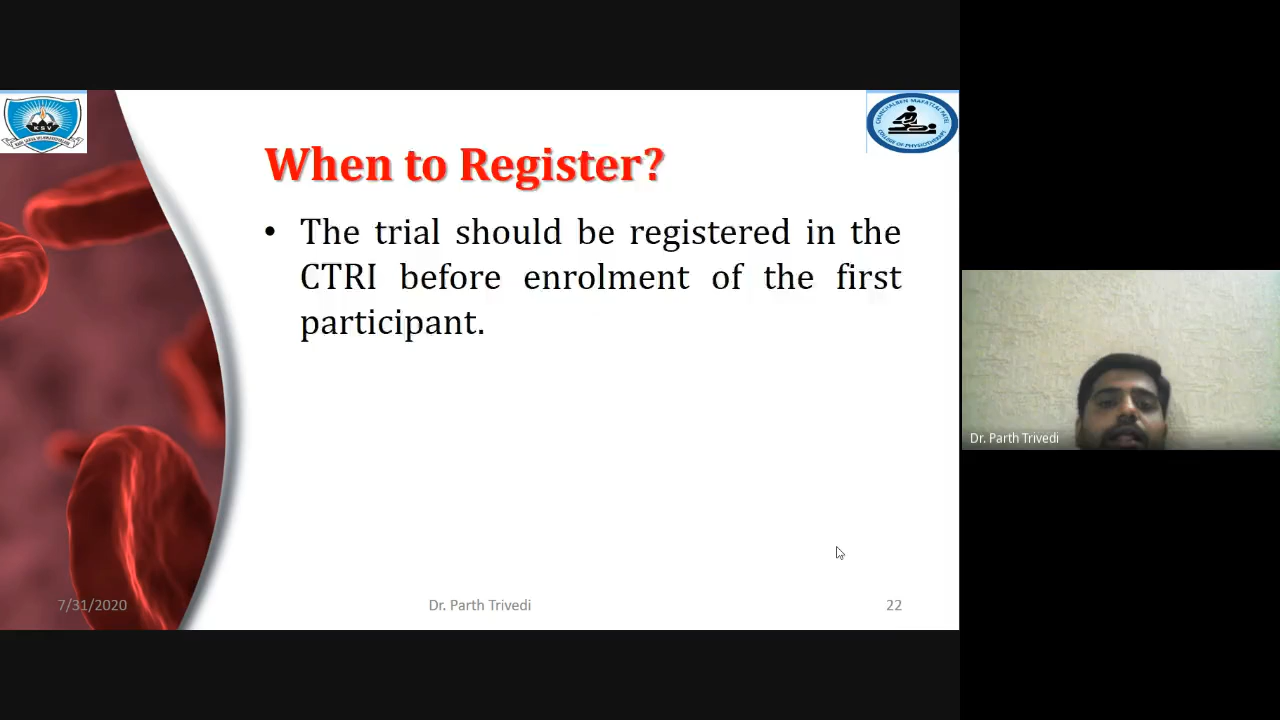 KSV
When to Register?
• The trial should be registered in the
CTRI before enrolment of the first
participant.
Dr. Parth Trivedi
7/31/2020
Dr. Parth Trivedi
22